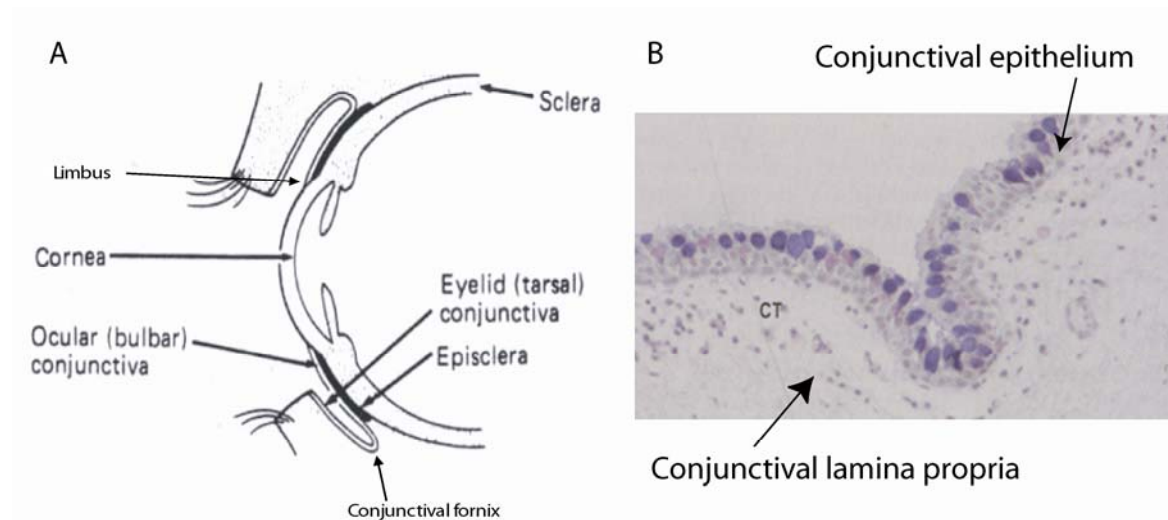 A
Sclera
Limbus
Cornea
Eyelid (tarsal)
conjunctiva
Ocular (bulbar)
conjunctiva
Episclera
Conjunctival fornix
B
Conjunctival epithelium
CT
Conjunctival lamina propria